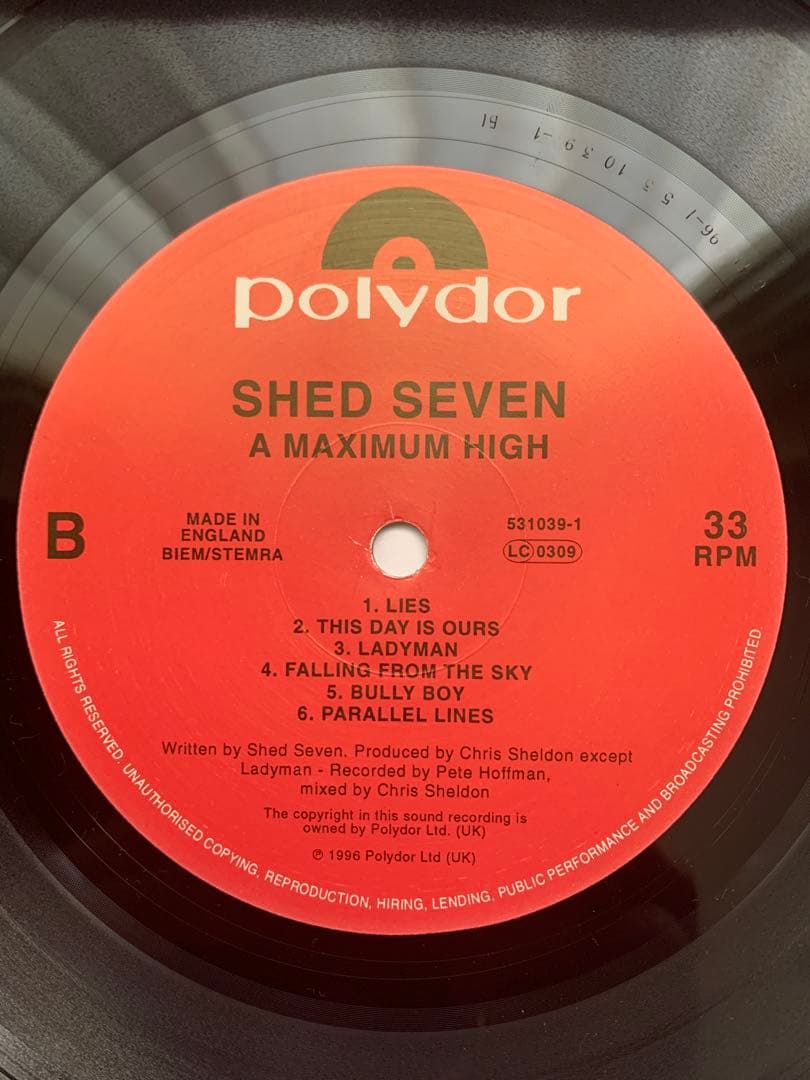 polydor
SHED SEVEN
A MAXIMUM HIGH
B
MADE IN
ENGLAND
BIEM/STEMRA
531039-1
LC 0309
33
RPM
1. LIES
2. THIS DAY IS OURS
3. LADYMAN
4. FALLING FROM THE SKY
5. BULLY BOY
6. PARALLEL LINES
Written by Shed Seven. Produced by Chris Sheldon except
Ladyman - Recorded by Pete Hoffman,
mixed by Chris Sheldon
The copyright in this sound recording is
owned by Polydor Ltd. (UK)
℗ 1996 Polydor Ltd (UK)
ALL RIGHTS RESERVED. UNAUTHORISED COPYING, REPRODUCTION, HIRING, LENDING, PUBLIC PERFORMANCE AND BROADCASTING PROHIBITED.